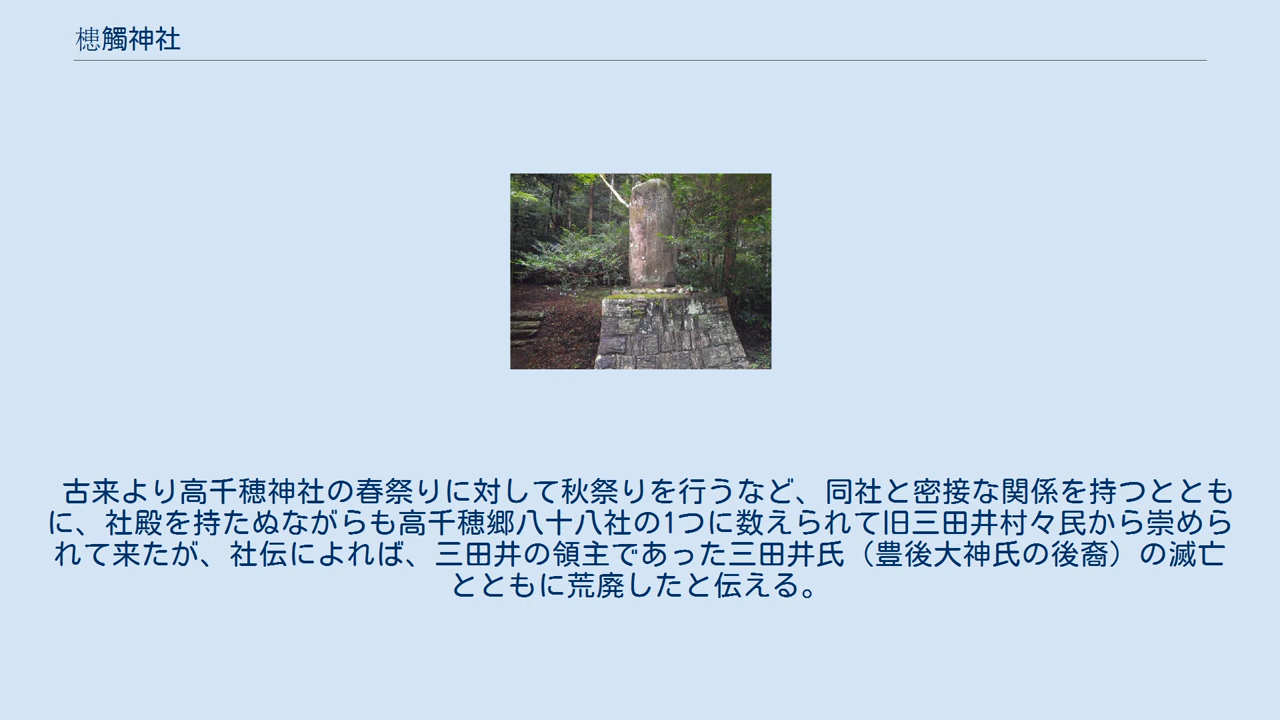 槵觸神社
古来より高千穂神社の春祭りに対して秋祭りを行うなど、同社と密接な関係を持つととも
に、社殿を持たぬながらも高千穂郷八十八社の1つに数えられて旧三田井村々民から崇めら
れて来たが、社伝によれば、三田井の領主であった三田井氏（豊後大神氏の後裔）の滅亡
とともに荒廃したと伝える。